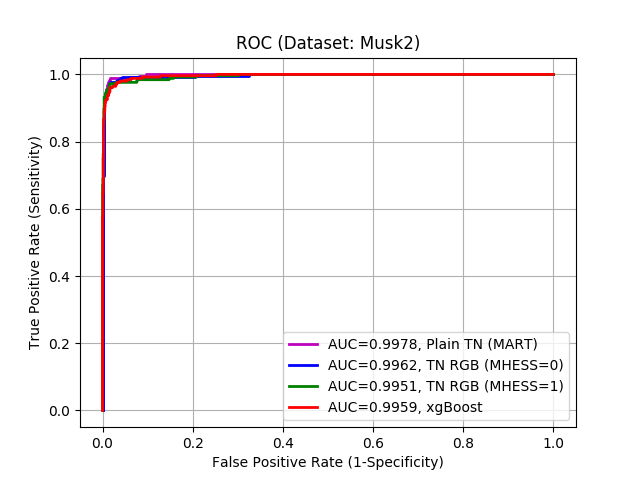 ROC (Dataset: Musk2)
1.0
0.8
0.6
0.4
0.2
0.0
True Positive Rate (Sensitivity)
AUC=0.9978, Plain TN (MART)
AUC=0.9962, TN RGB (MHESS=0)
AUC=0.9951, TN RGB (MHESS=1)
AUC=0.9959, xgBoost
0.0 0.2 0.4 0.6 0.8 1.0
False Positive Rate (1-Specificity)